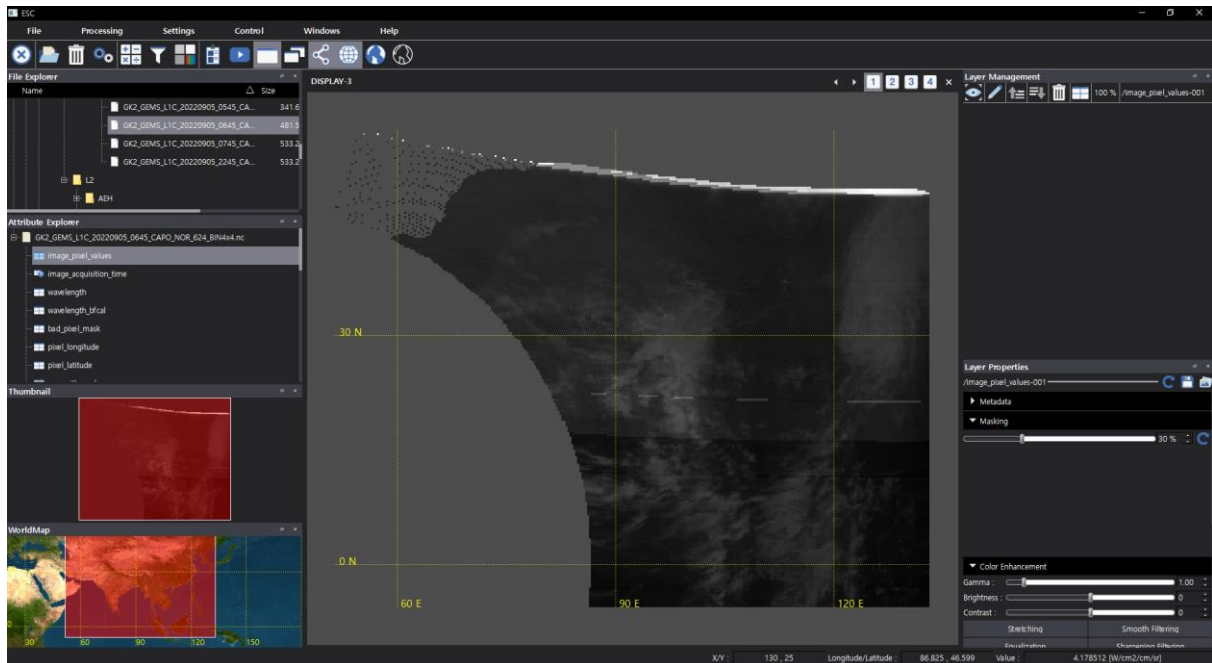 ESC
File Processing Settings Control Windows Help
File Explorer
Name Size
GK2_GEMS_L1C_20220905_0545_CA... 341.6
GK2_GEMS_L1C_20220905_0645_CA... 481.5
GK2_GEMS_L1C_20220905_0745_CA... 533.2
GK2_GEMS_L1C_20220905_2245_CA... 533.2
L2
AEH
Attribute Explorer
GK2_GEMS_L1C_20220905_0645_CAPO_NOR_624_BIN4x4.nc
image_pixel_values
image_acquisition_time
wavelength
wavelength_bfcal
bad_pixel_mask
pixel_longitude
pixel_latitude
Thumbnail
WorldMap
0
30 60 90 120 150
DISPLAY-3
1 2 3 4
30 N
0 N
60 E 90 E 120 E
Layer Management
100 % /image_pixel_values-001
Layer Properties
/image_pixel_values-001
Metadata
Masking
30 %
Color Enhancement
Gamma : 1.00
Brightness : 0
Contrast : 0
Stretching Smooth Filtering
Equalization Sharpening Filtering
X/Y : 130 , 25 Longitude/Latitude : 86.825 , 46.599 Value : 4.178512 [W/cm2/cm/sr]